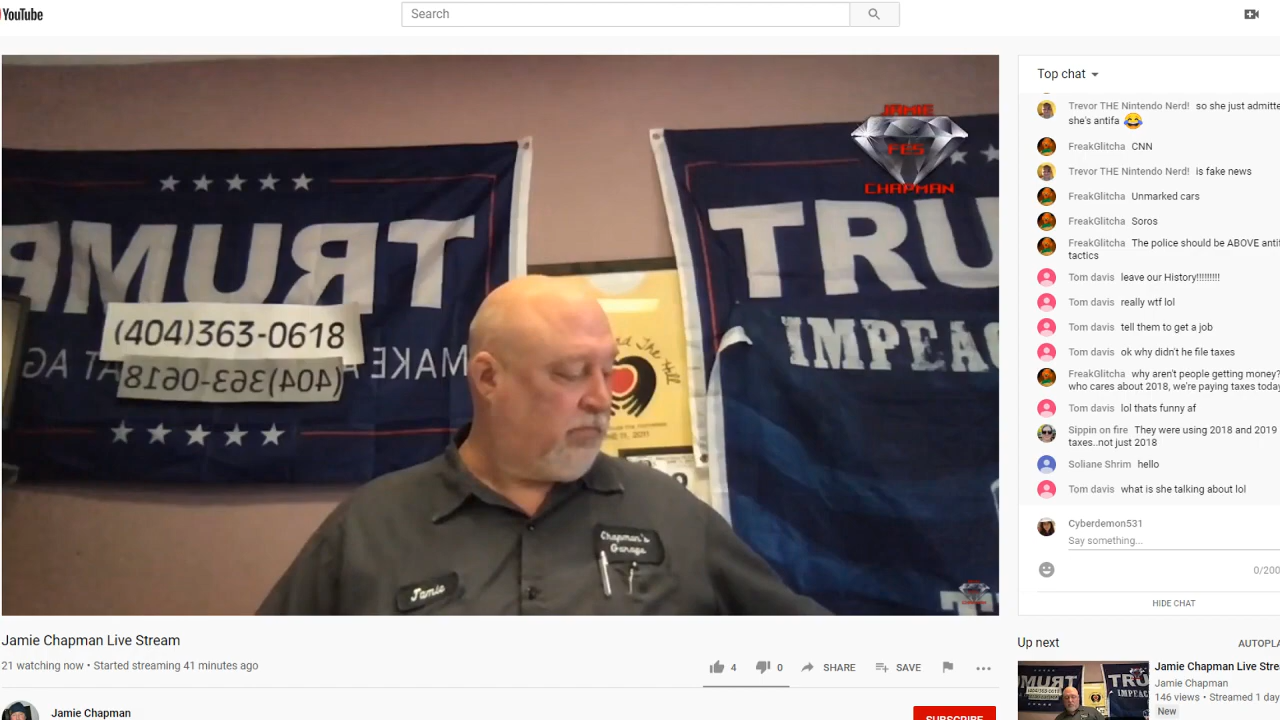 YouTube
Search
JAMIE
FES
CHAPMAN
TRUMP
(404)363-0618
(404)363-0618
MAKE
AG
AT
TRU
IMPEAC
The Hill
Chapman's
Garage
Jamie
Top chat
Trevor THE Nintendo Nerd! so she just admitte
she's antifa
FreakGlitcha CNN
Trevor THE Nintendo Nerd! is fake news
FreakGlitcha Unmarked cars
FreakGlitcha Soros
FreakGlitcha The police should be ABOVE anti
tactics
Tom davis leave our History!!!!!!!!!
Tom davis really wtf lol
Tom davis tell them to get a job
Tom davis ok why didn't he file taxes
FreakGlitcha why aren't people getting money?
who cares about 2018, we're paying taxes today
Tom davis lol thats funny af
Sippin on fire They were using 2018 and 2019
taxes..not just 2018
Soliane Shrim hello
Tom davis what is she talking about lol
Cyberdemon531
Say something...
0/200
HIDE CHAT
Jamie Chapman Live Stream
21 watching now • Started streaming 41 minutes ago
4
0
SHARE
SAVE
Jamie Chapman
SUBSCRIBE
Up next
AUTOPLA
Jamie Chapman Live Strea
Jamie Chapman
146 views • Streamed 1 day
New